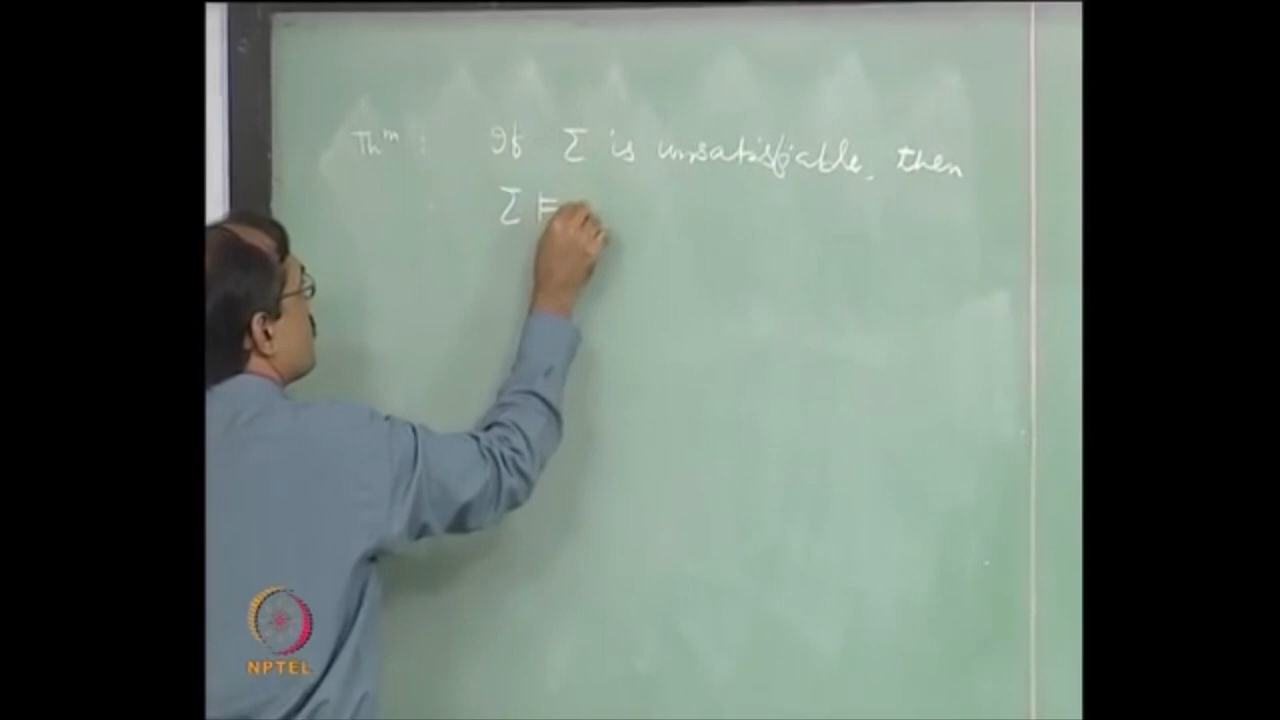 Thᵐ : If Σ is unsatisfiable, then
Σ ⊨
NPTEL